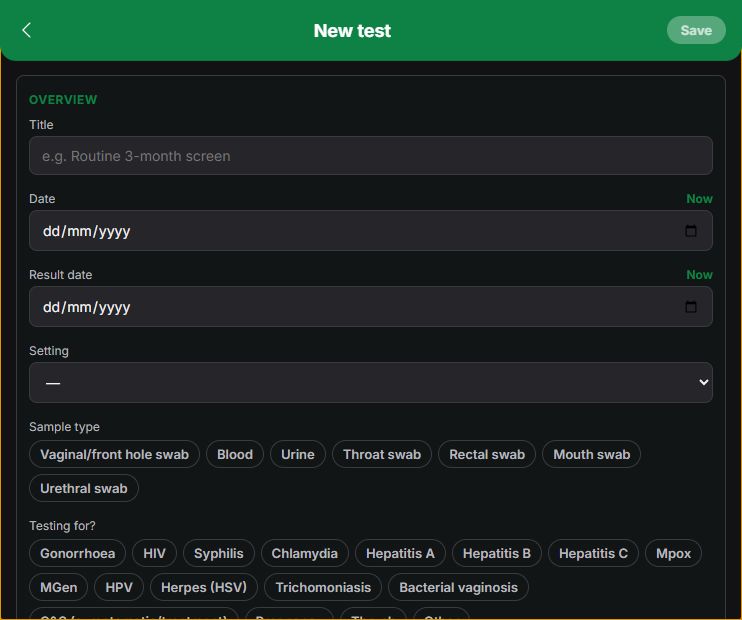 New test
Save
OVERVIEW
Title
e.g. Routine 3-month screen
Date
Now
dd/mm/yyyy
Result date
Now
dd/mm/yyyy
Setting
—
Sample type
Vaginal/front hole swab Blood Urine Throat swab Rectal swab Mouth swab
Urethral swab
Testing for?
Gonorrhoea HIV Syphilis Chlamydia Hepatitis A Hepatitis B Hepatitis C Mpox
MGen HPV Herpes (HSV) Trichomoniasis Bacterial vaginosis